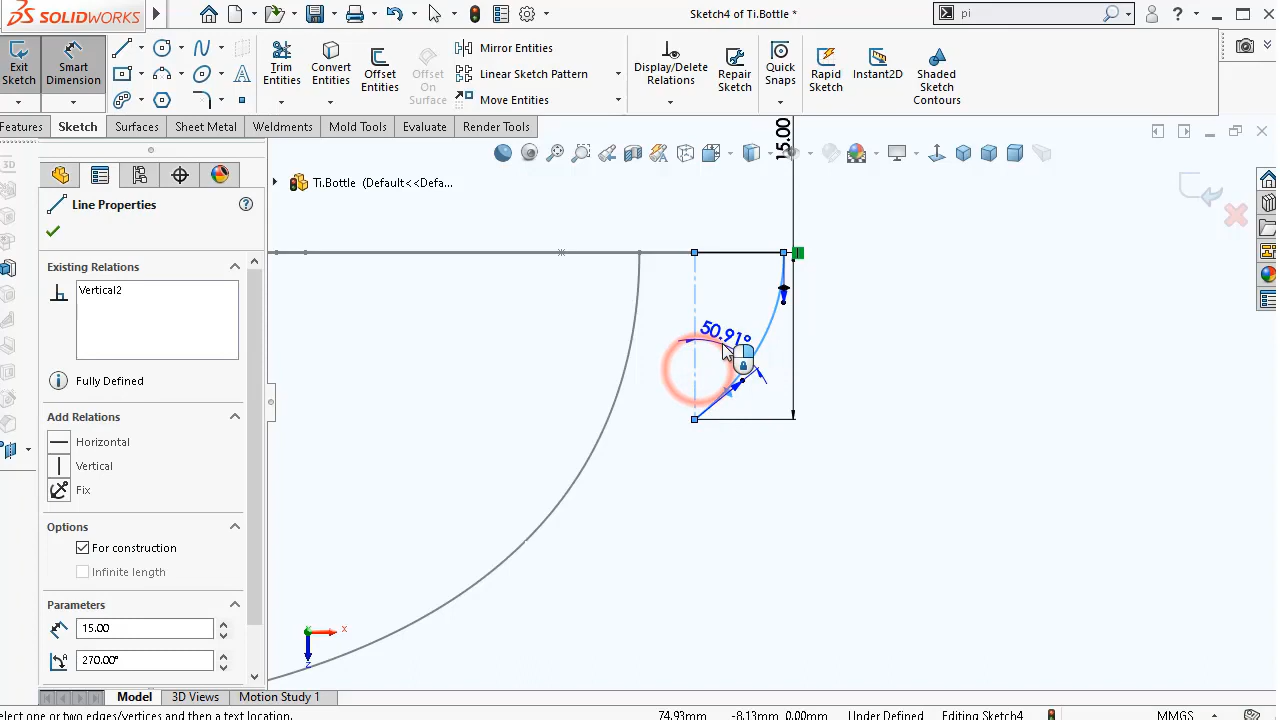 SOLIDWORKS
Sketch4 of Ti.Bottle *
pi
?
Exit
Sketch
Smart
Dimension
Trim
Entities
Convert
Entities
Offset
Entities
Offset
On
Surface
Mirror Entities
Linear Sketch Pattern
Move Entities
Display/Delete
Relations
Repair
Sketch
Quick
Snaps
Rapid
Sketch
Instant2D
Shaded
Sketch
Contours
Features
Sketch
Surfaces
Sheet Metal
Weldments
Mold Tools
Evaluate
Render Tools
Ti.Bottle (Default<<Defa...
Line Properties
Existing Relations
Vertical2
Fully Defined
Add Relations
Horizontal
Vertical
Fix
Options
For construction
Infinite length
Parameters
15.00
270.00°
15.00
50.91°
x
z
Model
3D Views
Motion Study 1
elect one or two edges/vertices and then a text location.
74.93mm
-8.13mm
0.00mm
Under Defined
Editing Sketch4
MMGS